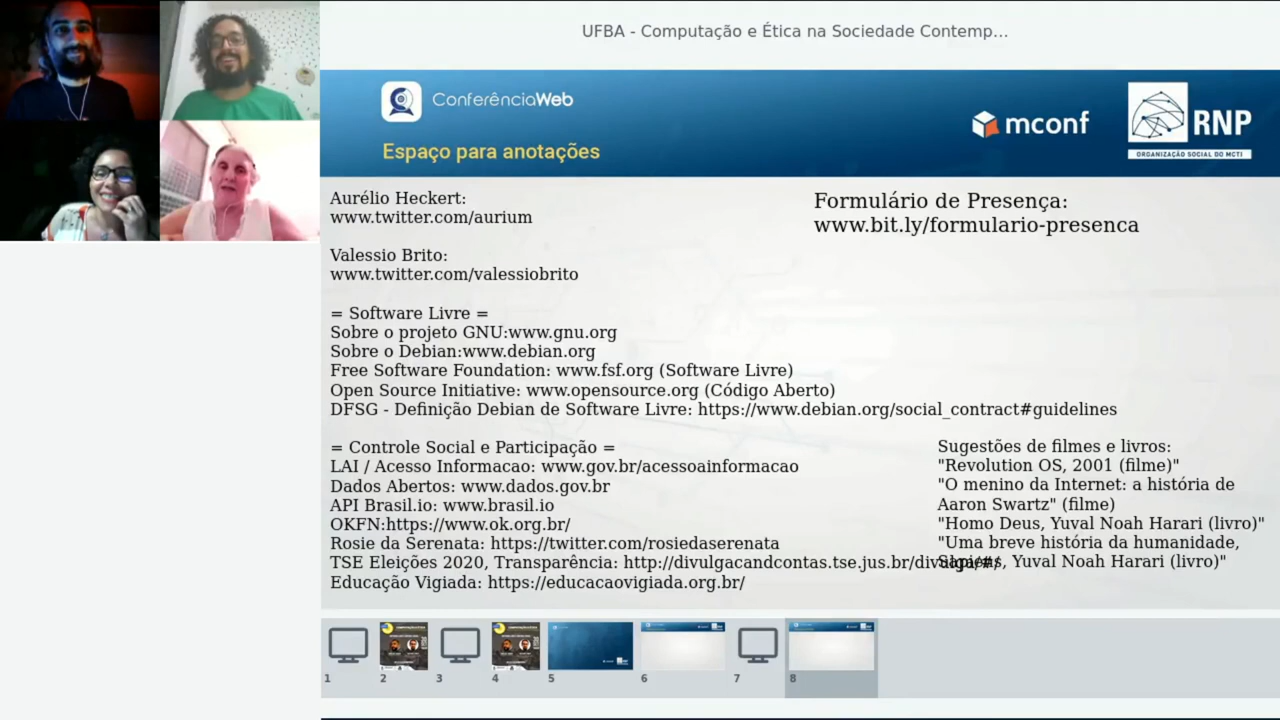 UFBA - Computação e Ética na Sociedade Contemp...
ConferênciaWeb
Espaço para anotações
mconf
RNP
ORGANIZAÇÃO SOCIAL DO MCTI
Aurélio Heckert:
www.twitter.com/aurium
Valessio Brito:
www.twitter.com/valessiobrito
Formulário de Presença:
www.bit.ly/formulario-presenca
= Software Livre =
Sobre o projeto GNU:www.gnu.org
Sobre o Debian:www.debian.org
Free Software Foundation: www.fsf.org (Software Livre)
Open Source Initiative: www.opensource.org (Código Aberto)
DFSG - Definição Debian de Software Livre: https://www.debian.org/social_contract#guidelines
= Controle Social e Participação =
LAI / Acesso Informacao: www.gov.br/acessoainformacao
Dados Abertos: www.dados.gov.br
API Brasil.io: www.brasil.io
OKFN:https://www.ok.org.br/
Rosie da Serenata: https://twitter.com/rosiedaserenata
TSE Eleições 2020, Transparência: http://divulgacandcontas.tse.jus.br/divulga/#/
Educação Vigiada: https://educacaovigiada.org.br/
Sugestões de filmes e livros:
"Revolution OS, 2001 (filme)"
"O menino da Internet: a história de
Aaron Swartz" (filme)
"Homo Deus, Yuval Noah Harari (livro)"
"Uma breve história da humanidade,
Sapiens, Yuval Noah Harari (livro)"
1
2
3
4
5
6
7
8